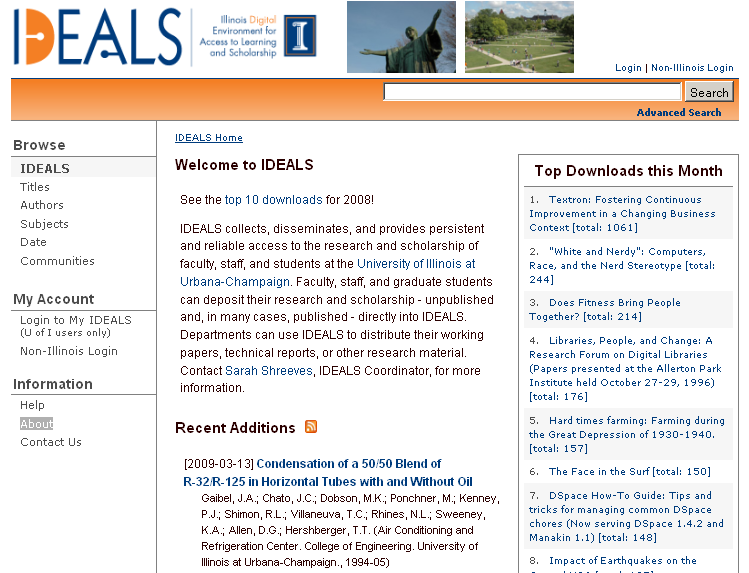 IDEALS
Illinois Digital
Environment for
Access to Learning
and Scholarship
I
Login | Non-Illinois Login
Search
Advanced Search
Browse
IDEALS
Titles
Authors
Subjects
Date
Communities
My Account
Login to My IDEALS
(U of I users only)
Non-Illinois Login
Information
Help
About
Contact Us
IDEALS Home
Welcome to IDEALS
See the top 10 downloads for 2008!
IDEALS collects, disseminates, and provides persistent
and reliable access to the research and scholarship of
faculty, staff, and students at the University of Illinois at
Urbana-Champaign. Faculty, staff, and graduate students
can deposit their research and scholarship - unpublished
and, in many cases, published - directly into IDEALS.
Departments can use IDEALS to distribute their working
papers, technical reports, or other research material.
Contact Sarah Shreeves, IDEALS Coordinator, for more
information.
Recent Additions
[2009-03-13] Condensation of a 50/50 Blend of
R-32/R-125 in Horizontal Tubes with and Without Oil
Gaibel, J.A.; Chato, J.C.; Dobson, M.K.; Ponchner, M.; Kenney,
P.J.; Shimon, R.L.; Villaneuva, T.C.; Rhines, N.L.; Sweeney,
K.A.; Allen, D.G.; Hershberger, T.T. (Air Conditioning and
Refrigeration Center. College of Engineering. University of
Illinois at Urbana-Champaign., 1994-05)
Top Downloads this Month
1. Textron: Fostering Continuous
Improvement in a Changing Business
Context [total: 1061]
2. "White and Nerdy": Computers,
Race, and the Nerd Stereotype [total:
244]
3. Does Fitness Bring People
Together? [total: 214]
4. Libraries, People, and Change: A
Research Forum on Digital Libraries
(Papers presented at the Allerton Park
Institute held October 27-29, 1996)
[total: 176]
5. Hard times farming: Farming during
the Great Depression of 1930-1940.
[total: 157]
6. The Face in the Surf [total: 150]
7. DSpace How-To Guide: Tips and
tricks for managing common DSpace
chores (Now serving DSpace 1.4.2 and
Manakin 1.1) [total: 148]
8. Impact of Earthquakes on the